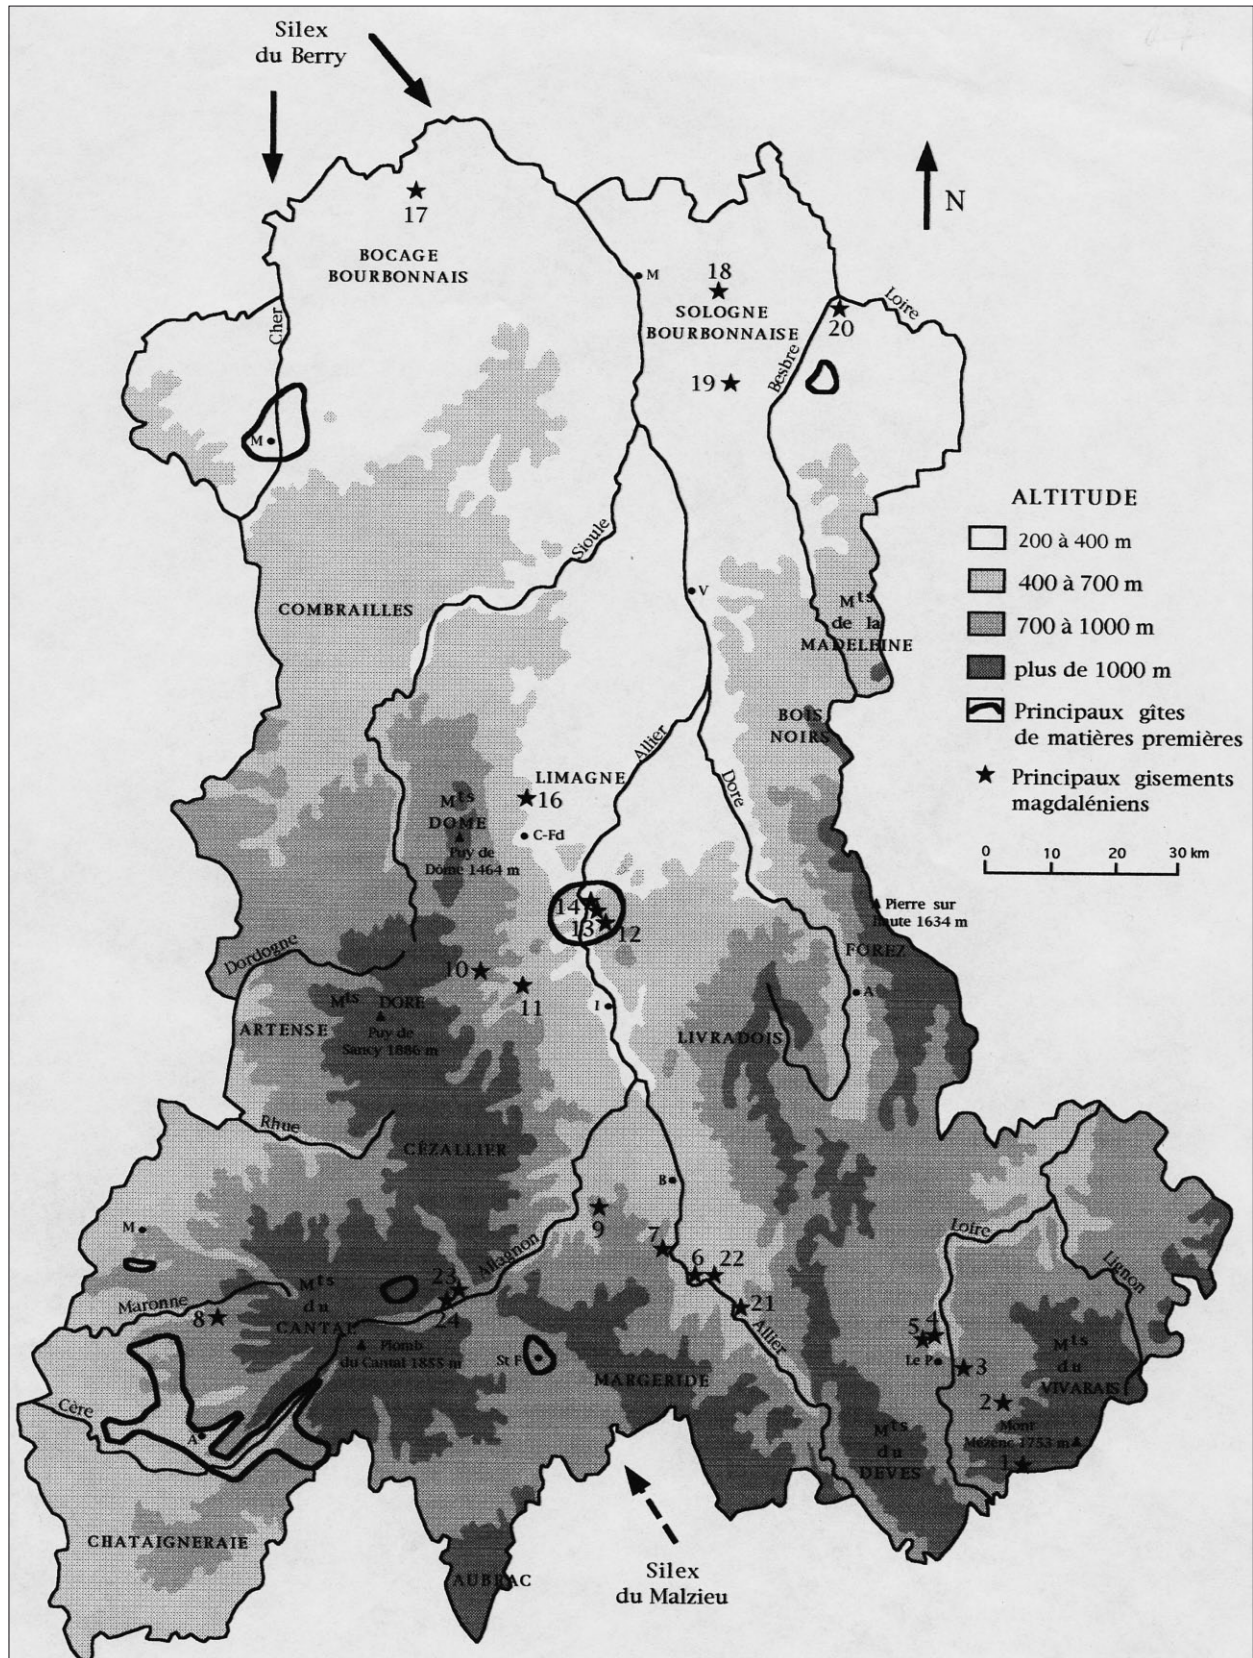 Silex
du Berry
N
17
BOCAGE
BOURBONNAIS
M
18
SOLOGNE
BOURBONNAISE
Loire
20
Cher
Besbre
19
M
ALTITUDE
200 à 400 m
400 à 700 m
700 à 1000 m
plus de 1000 m
Principaux gîtes
de matières premières
Principaux gisements
magdaléniens
0 10 20 30 km
Sioule
V
COMBRAILLES
Mts
de la
MADELEINE
BOIS
NOIRS
Allier
LIMAGNE
Dore
16
Mts
DOME
C-Fd
Puy de
Dôme 1464 m
14
13
12
Pierre sur
Haute 1634 m
FOREZ
Dordogne
10
11
A
I
Mts DORE
ARTENSE
Puy de
Sancy 1886 m
LIVRADOIS
Rhue
CÉZALLIER
B
9
M
Loire
Lignon
7
Allagnon
6
22
23
Maronne
8
Mts
du
CANTAL
24
21
Allier
4
5
Le P
3
Plomb
du Cantal 1855 m
St F
MARGERIDE
Mts
du
VIVARAIS
2
Cère
A
Mont
Mézenc 1753 m
1
Mts
du
DEVES
CHATAIGNERAIE
AUBRAC
Silex
du Malzieu